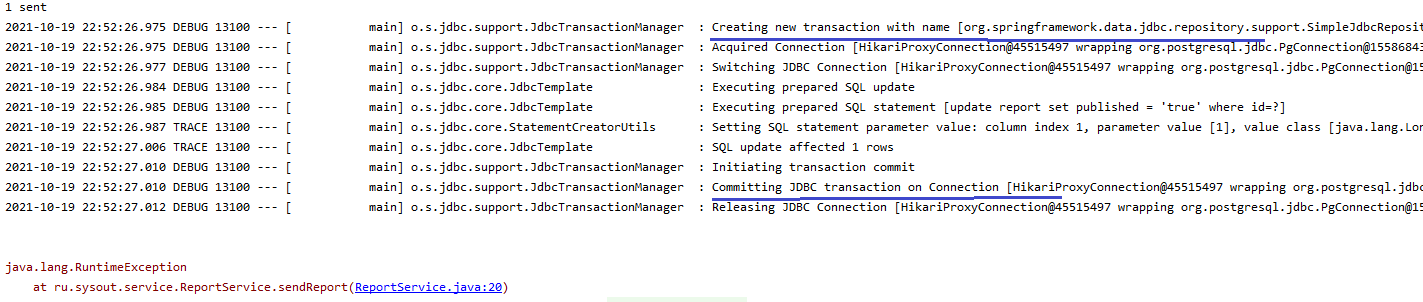 1 sent
2021-10-19 22:52:26.975 DEBUG 13100 --- [           main] o.s.jdbc.support.JdbcTransactionManager  : Creating new transaction with name [org.springframework.data.jdbc.repository.support.SimpleJdbcReposit
2021-10-19 22:52:26.975 DEBUG 13100 --- [           main] o.s.jdbc.support.JdbcTransactionManager  : Acquired Connection [HikariProxyConnection@45515497 wrapping org.postgresql.jdbc.PgConnection@15586843
2021-10-19 22:52:26.977 DEBUG 13100 --- [           main] o.s.jdbc.support.JdbcTransactionManager  : Switching JDBC Connection [HikariProxyConnection@45515497 wrapping org.postgresql.jdbc.PgConnection@15
2021-10-19 22:52:26.984 DEBUG 13100 --- [           main] o.s.jdbc.core.JdbcTemplate               : Executing prepared SQL update
2021-10-19 22:52:26.985 DEBUG 13100 --- [           main] o.s.jdbc.core.JdbcTemplate               : Executing prepared SQL statement [update report set published = 'true' where id=?]
2021-10-19 22:52:26.987 TRACE 13100 --- [           main] o.s.jdbc.core.StatementCreatorUtils      : Setting SQL statement parameter value: column index 1, parameter value [1], value class [java.lang.Lon
2021-10-19 22:52:27.006 TRACE 13100 --- [           main] o.s.jdbc.core.JdbcTemplate               : SQL update affected 1 rows
2021-10-19 22:52:27.010 DEBUG 13100 --- [           main] o.s.jdbc.support.JdbcTransactionManager  : Initiating transaction commit
2021-10-19 22:52:27.010 DEBUG 13100 --- [           main] o.s.jdbc.support.JdbcTransactionManager  : Committing JDBC transaction on Connection [HikariProxyConnection@45515497 wrapping org.postgresql.jdbc
2021-10-19 22:52:27.012 DEBUG 13100 --- [           main] o.s.jdbc.support.JdbcTransactionManager  : Releasing JDBC Connection [HikariProxyConnection@45515497 wrapping org.postgresql.jdbc.PgConnection@15
java.lang.RuntimeException
    at ru.sysout.service.ReportService.sendReport(ReportService.java:20)